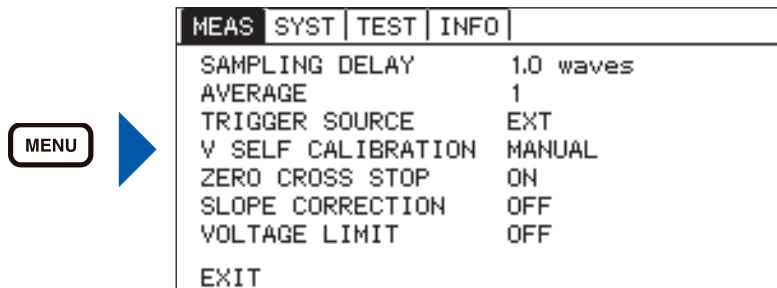 MEAS SYST TEST INFO
SAMPLING DELAY 1.0 waves
AVERAGE 1
TRIGGER SOURCE EXT
MENU
V SELF CALIBRATION MANUAL
ZERO CROSS STOP ON
SLOPE CORRECTION OFF
VOLTAGE LIMIT OFF
EXIT